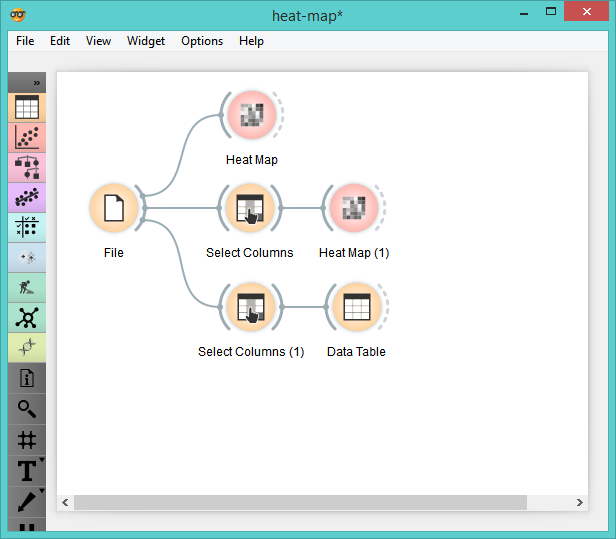 heat-map*
File Edit View Widget Options Help
»
Heat Map
File
Select Columns
Heat Map (1)
Select Columns (1)
Data Table
T